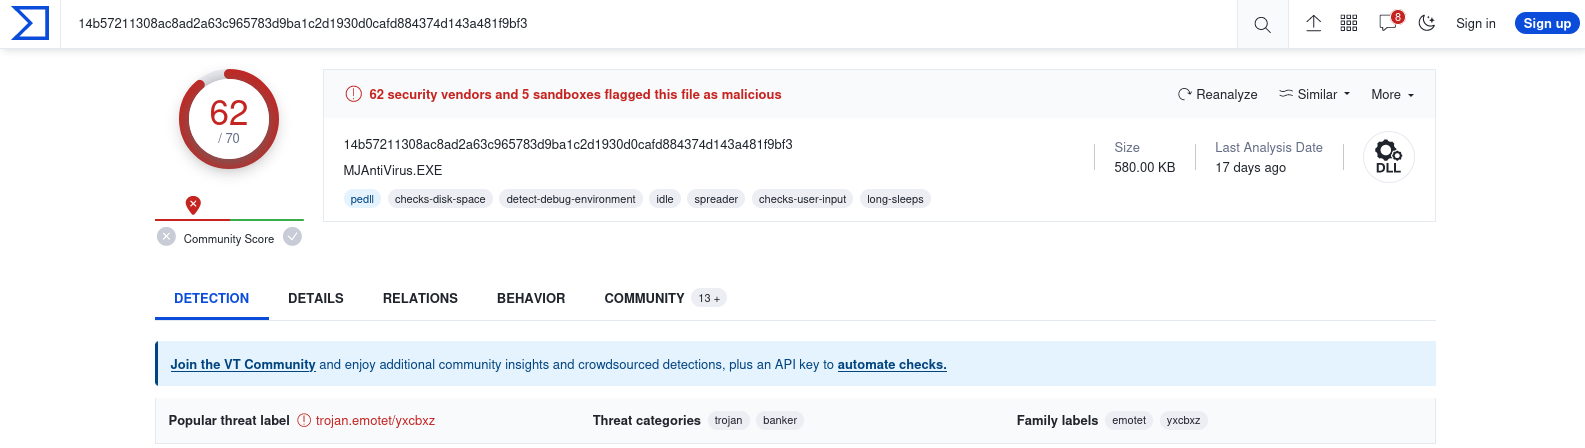 14b57211308ac8ad2a63c965783d9ba1c2d1930d0cafd884374d143a481f9bf3 8 Sign in Sign up
62
/ 70
Community Score
62 security vendors and 5 sandboxes flagged this file as malicious Reanalyze Similar More
14b57211308ac8ad2a63c965783d9ba1c2d1930d0cafd884374d143a481f9bf3
MJAntiVirus.EXE
pedll checks-disk-space detect-debug-environment idle spreader checks-user-input long-sleeps
Size
580.00 KB
Last Analysis Date
17 days ago
DLL
DETECTION DETAILS RELATIONS BEHAVIOR COMMUNITY 13 +
Join the VT Community and enjoy additional community insights and crowdsourced detections, plus an API key to automate checks.
Popular threat label trojan.emotet/yxcbxz Threat categories trojan banker Family labels emotet yxcbxz